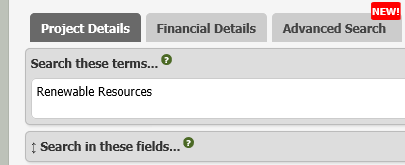 NEW!
Project Details Financial Details Advanced Search
Search these terms... ?
Renewable Resources
↕ Search in these fields... ?